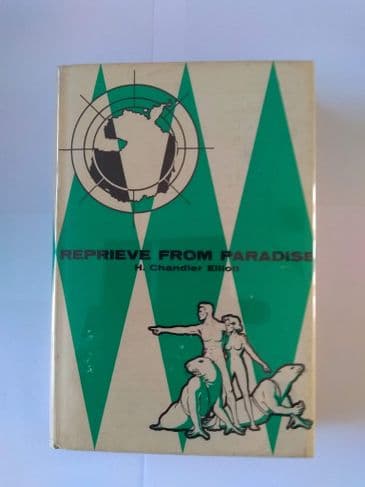 REPRIEVE FROM PARADISE
H. Chandler Elliott